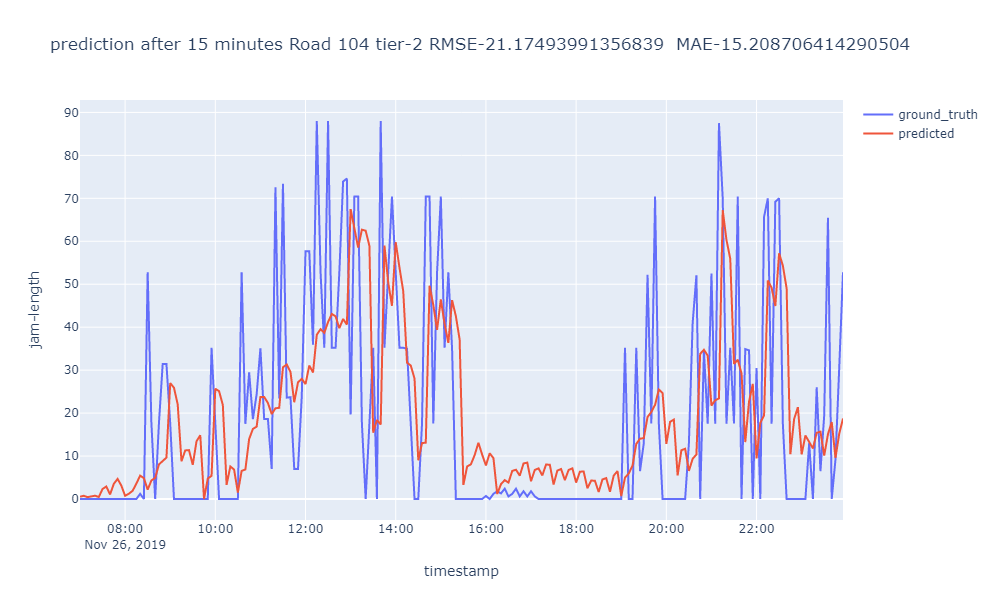 prediction after 15 minutes Road 104 tier-2 RMSE-21.17493991356839  MAE-15.208706414290504
ground_truth
predicted
90
80
70
60
50
40
30
20
10
0
jam-length
08:00 10:00 12:00 14:00 16:00 18:00 20:00 22:00
Nov 26, 2019
timestamp